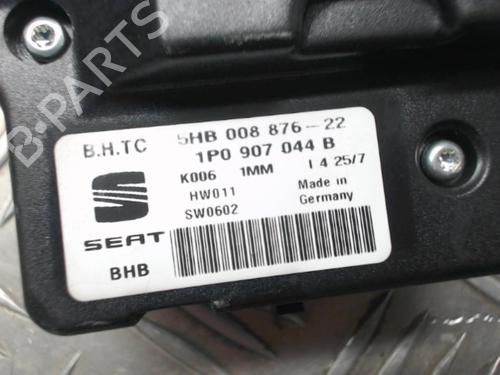 B-PARTS
B.H.TC 5HB 008 876-22
1P0 907 044 B
K006 1MM I 4 25/7
HW011 Made in
SW0602 Germany
SEAT
BHB